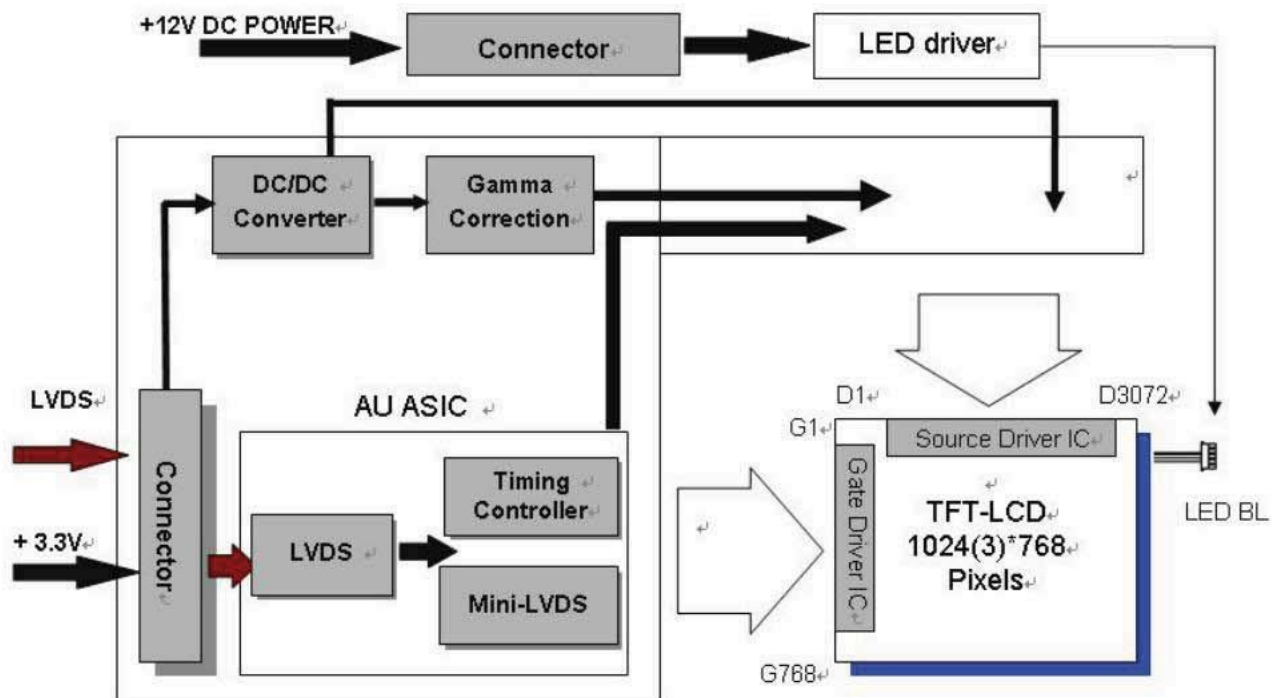 +12V DC POWER↵
Connector↵
LED driver↵
DC/DC ↵
Converter↵
Gamma ↵
Correction↵
↵
LVDS↵
AU ASIC ↵
D1↵
D3072↵
G1↵
Source Driver IC↵
Connector↵
Timing↵
Controller↵
Gate Driver IC↵
↵
↵
TFT-LCD↵
1024(3)*768↵
Pixels↵
LED BL↵
+ 3.3V↵
LVDS ↵
Mini-LVDS↵
G768↵